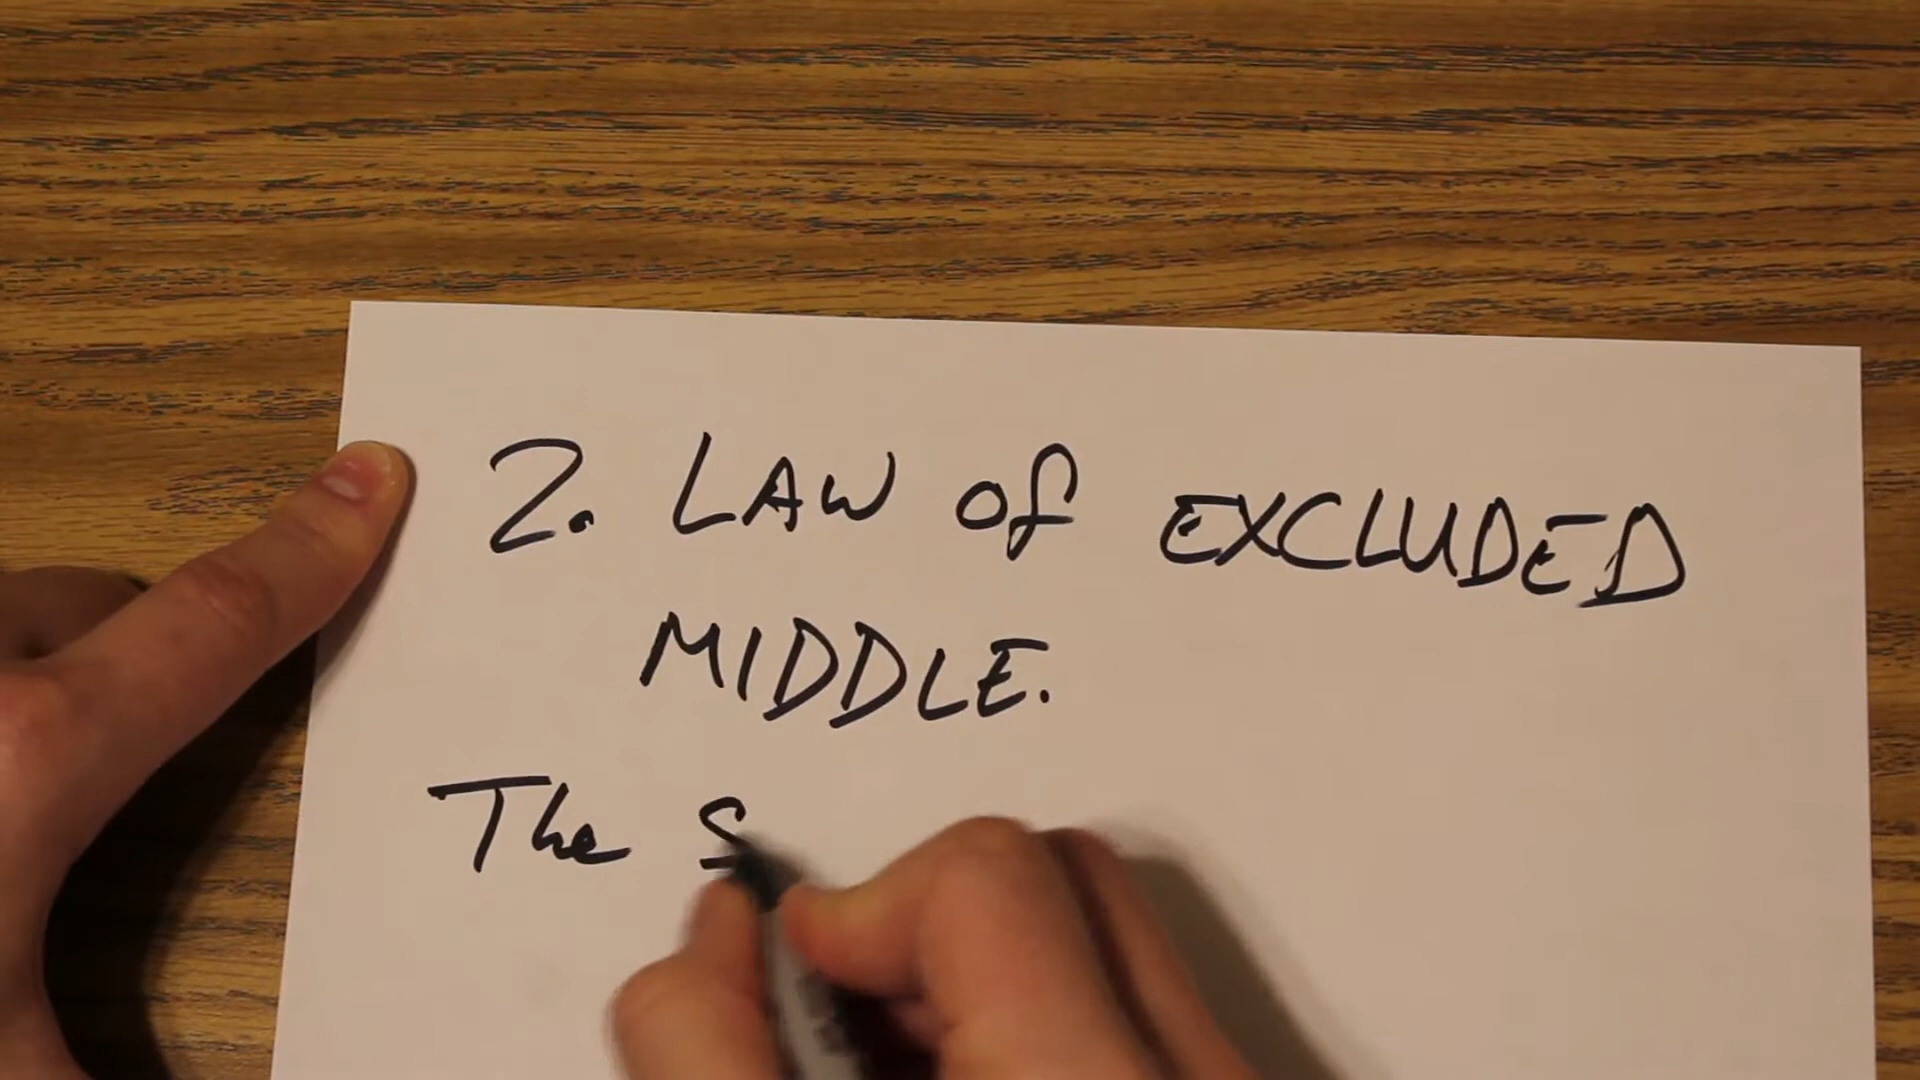 2. LAW of EXCLUDED
MIDDLE.
The S